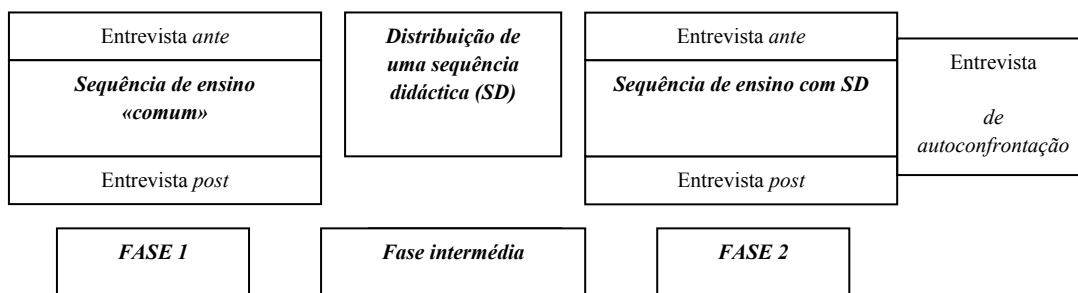 Entrevista ante
Sequência de ensino
«comum»
Entrevista post
Distribuição de
uma sequência
didáctica (SD)
Entrevista ante
Sequência de ensino com SD
Entrevista post
Entrevista
de
autoconfrontação
FASE 1
Fase intermédia
FASE 2